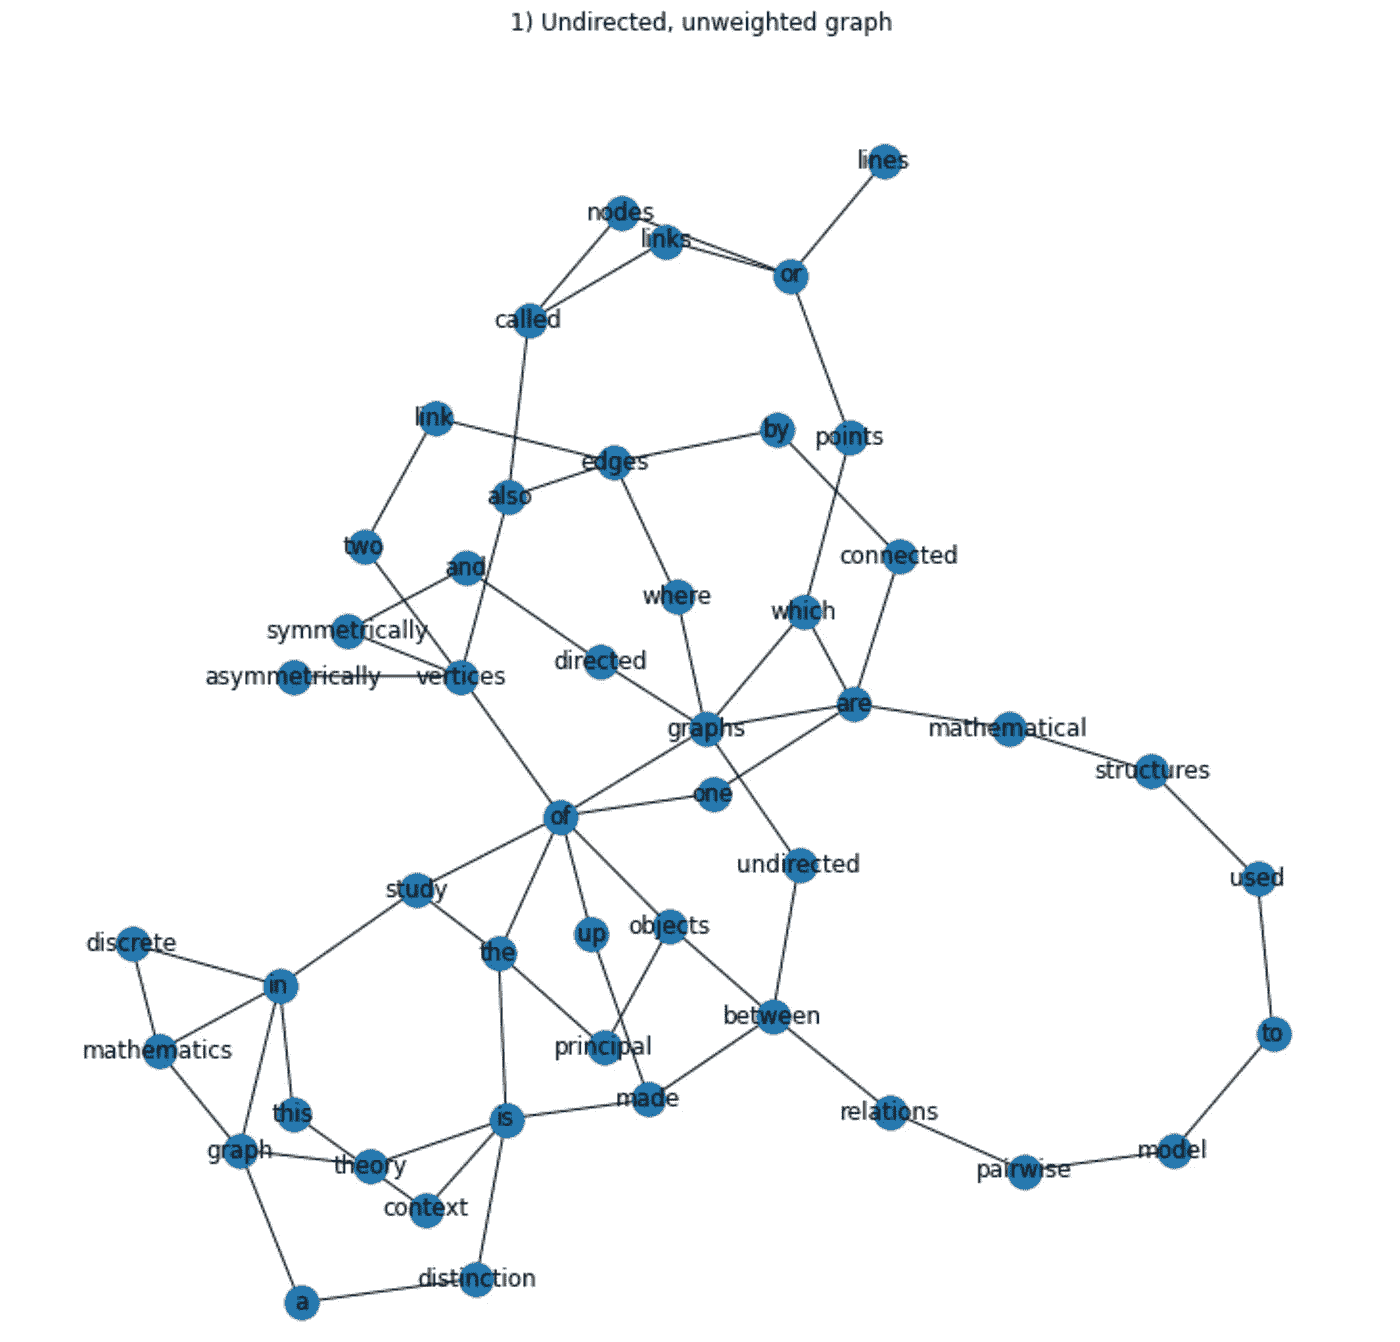 1) Undirected, unweighted graph
lines
nodes
links
or
called
link
by
points
edges
also
two
connected
and
where
which
symmetrically
directed
asymmetrically
vertices
are
graphs
mathematical
structures
one
of
undirected
used
study
objects
up
discrete
the
in
between
to
principal
mathematics
made
relations
this
is
graph
model
theory
pairwise
context
distinction
a